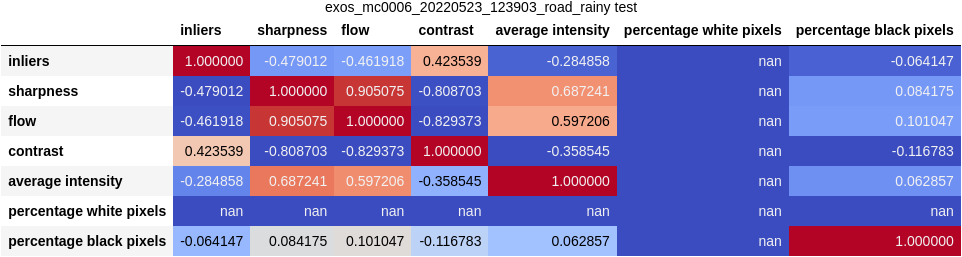 exos_mc0006_20220523_123903_road_rainy test
inliers sharpness flow contrast average intensity percentage white pixels percentage black pixels
inliers 1.000000 -0.479012 -0.461918 0.423539 -0.284858 nan -0.064147
sharpness -0.479012 1.000000 0.905075 -0.808703 0.687241 nan 0.084175
flow -0.461918 0.905075 1.000000 -0.829373 0.597206 nan 0.101047
contrast 0.423539 -0.808703 -0.829373 1.000000 -0.358545 nan -0.116783
average intensity -0.284858 0.687241 0.597206 -0.358545 1.000000 nan 0.062857
percentage white pixels nan nan nan nan nan nan nan
percentage black pixels -0.064147 0.084175 0.101047 -0.116783 0.062857 nan 1.000000